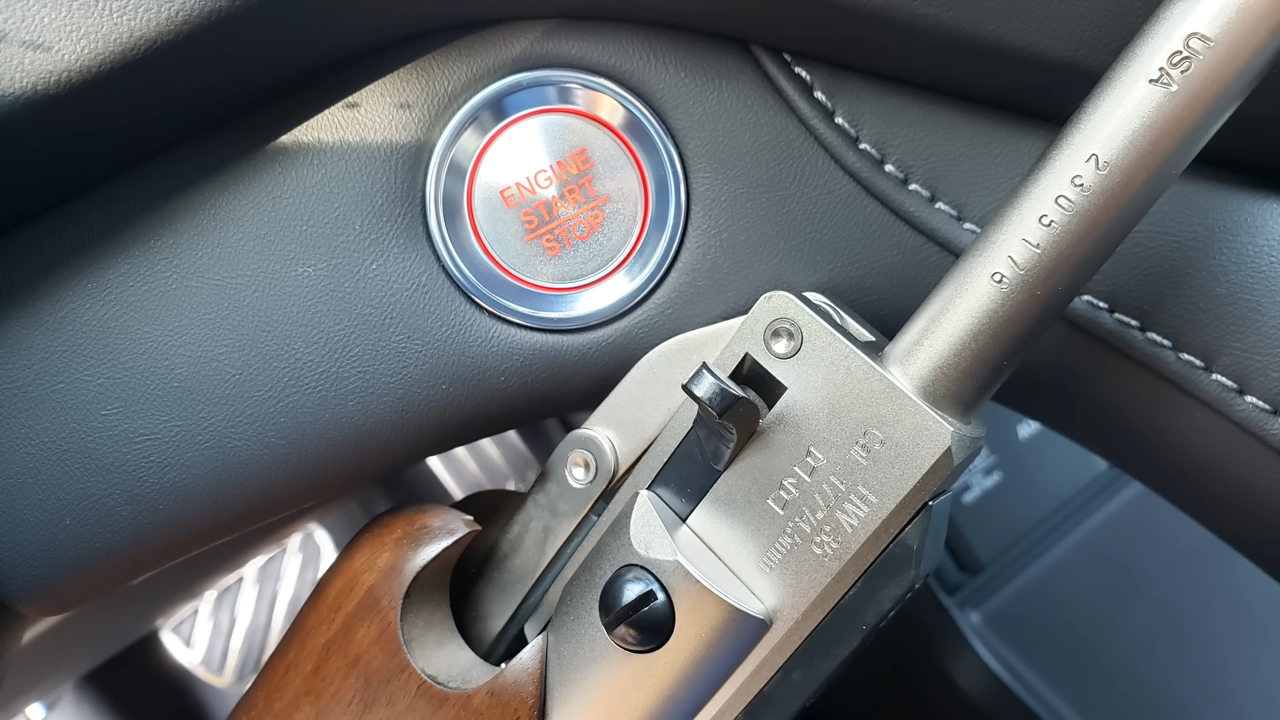 ENGINE
START
STOP
USA
2305176
HW 35
Cal. .177/4,5mm